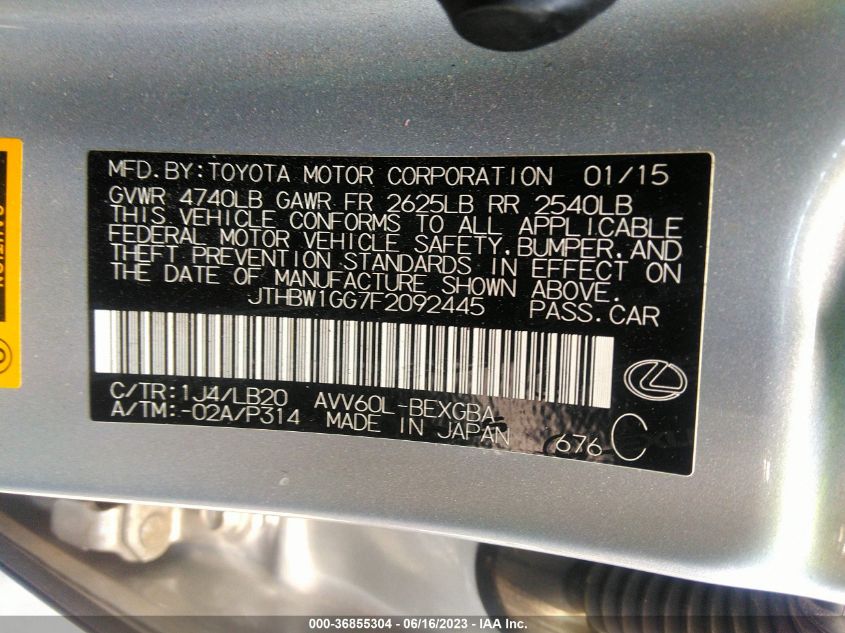 MFD.BY:TOYOTA MOTOR CORPORATION 01/15
GVWR 4740LB GAWR FR 2625LB RR 2540LB
THIS VEHICLE CONFORMS TO ALL APPLICABLE
FEDERAL MOTOR VEHICLE SAFETY,BUMPER,AND
THEFT PREVENTION STANDARDS IN EFFECT ON
THE DATE OF MANUFACTURE SHOWN ABOVE.
JTHBW1GG7F2092445 PASS.CAR
C/TR:1J4/LB20 AVV60L-BEXGBA
A/TM:-02A/P314 MADE IN JAPAN 676 C
CAUTION
000-36855304 - 06/16/2023 - IAA Inc.